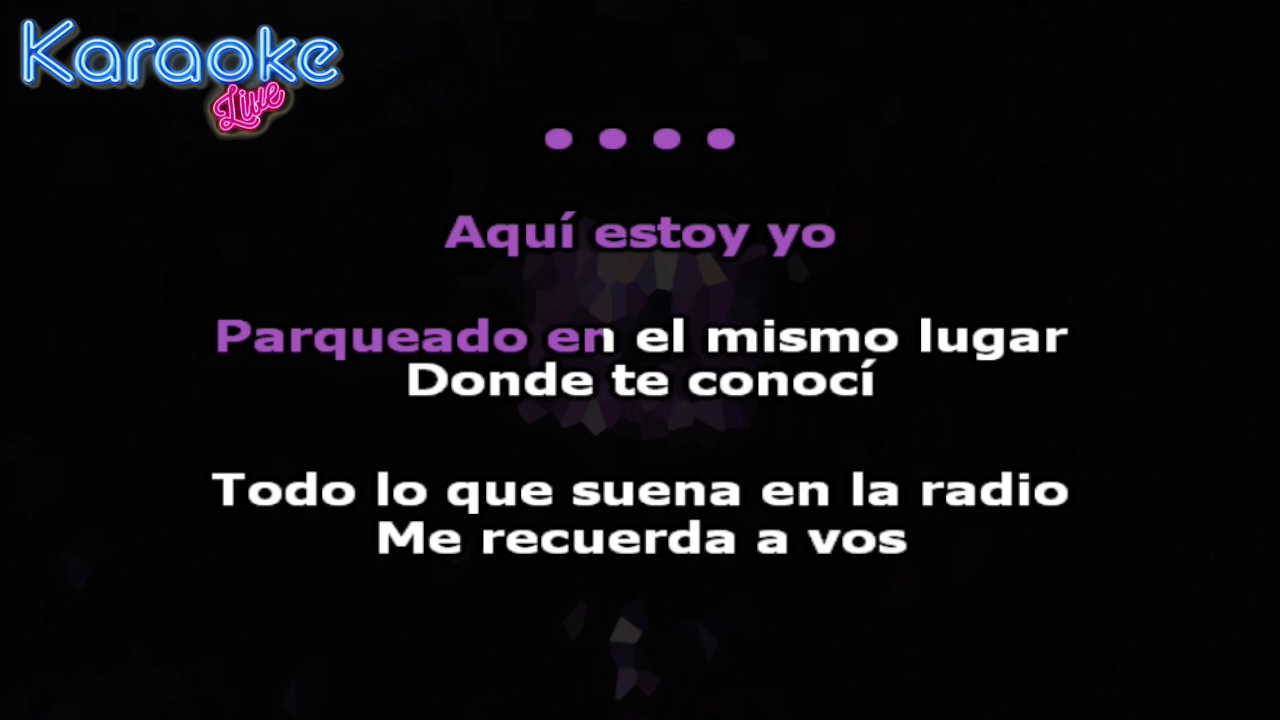 Karaoke
Live
• • • •
Aquí estoy yo
Parqueado en el mismo lugar
Donde te conocí
Todo lo que suena en la radio
Me recuerda a vos